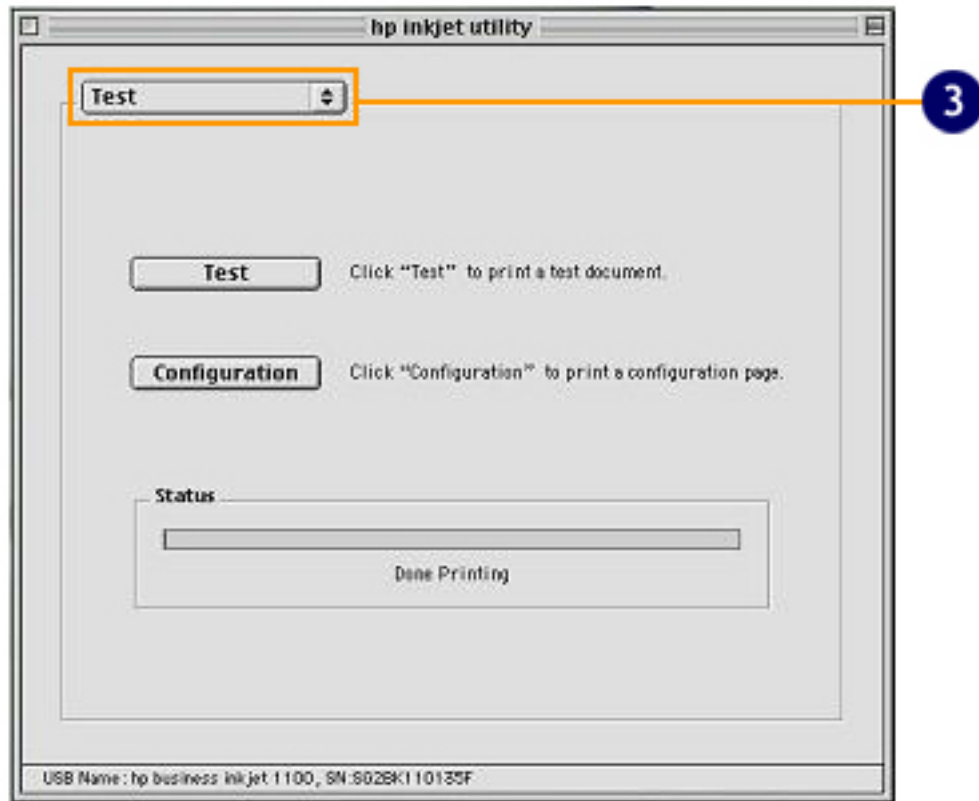 hp inkjet utility
Test
3
Test Click “Test” to print a test document.
Configuration Click “Configuration” to print a configuration page.
Status
Done Printing
USB Name: hp business inkjet 1100, SN:SG2BK110135F